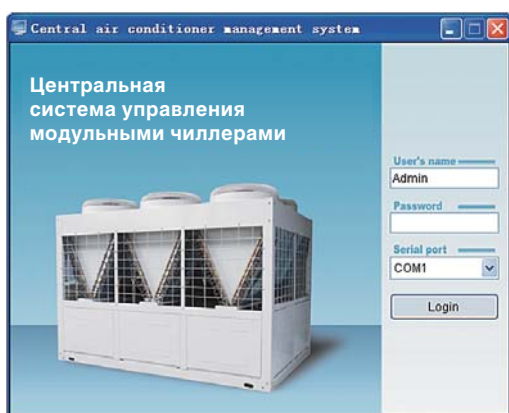 Central air conditioner management system
Центральная
система управления
модульными чиллерами
User's name
Admin
Password
Serial port
COM1
Login